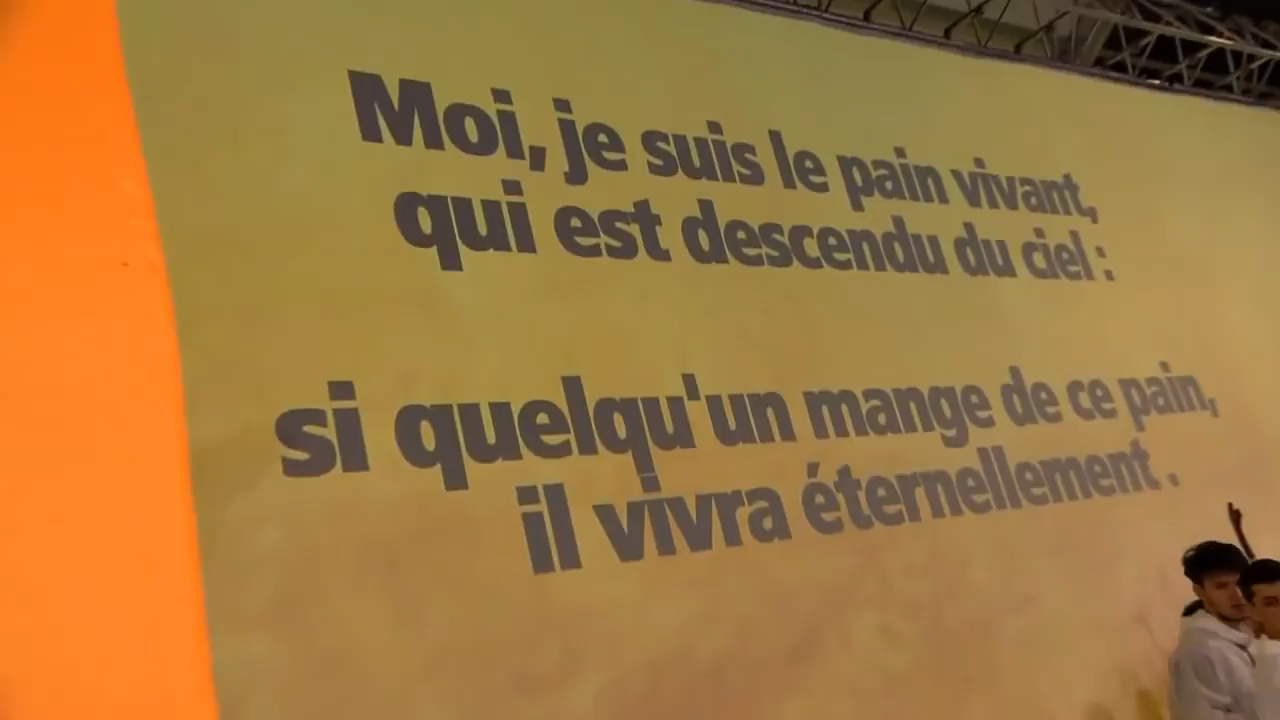 Moi, je suis le pain vivant,
qui est descendu du ciel :
si quelqu'un mange de ce pain,
il vivra éternellement .